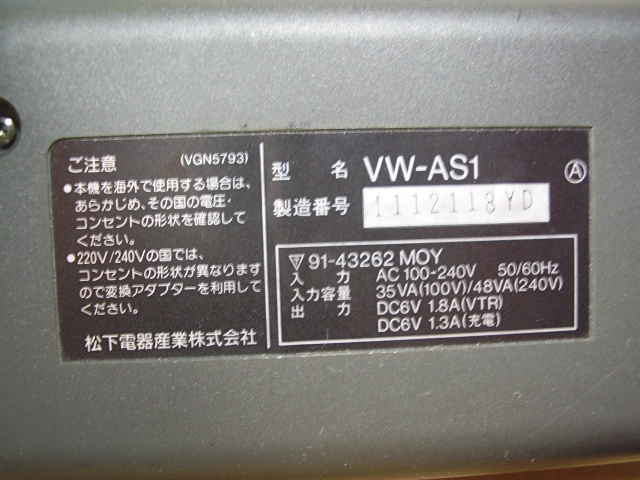 ご注意 (VGN5793)
●本機を海外で使用する場合は、
あらかじめ、その国の電圧・
コンセントの形状を確認して
ください。
●220V/240Vの国では、
コンセントの形状が異なります
ので変換アダプターを利用して
ください。
松下電器産業株式会社
型名 VW-AS1 Ⓐ
製造番号 1112118YD
91-43262 MOY
入力 AC 100-240V 50/60Hz
入力容量 35VA(100V)/48VA(240V)
出力 DC6V 1.8A(VTR)
DC6V 1.3A(充電)